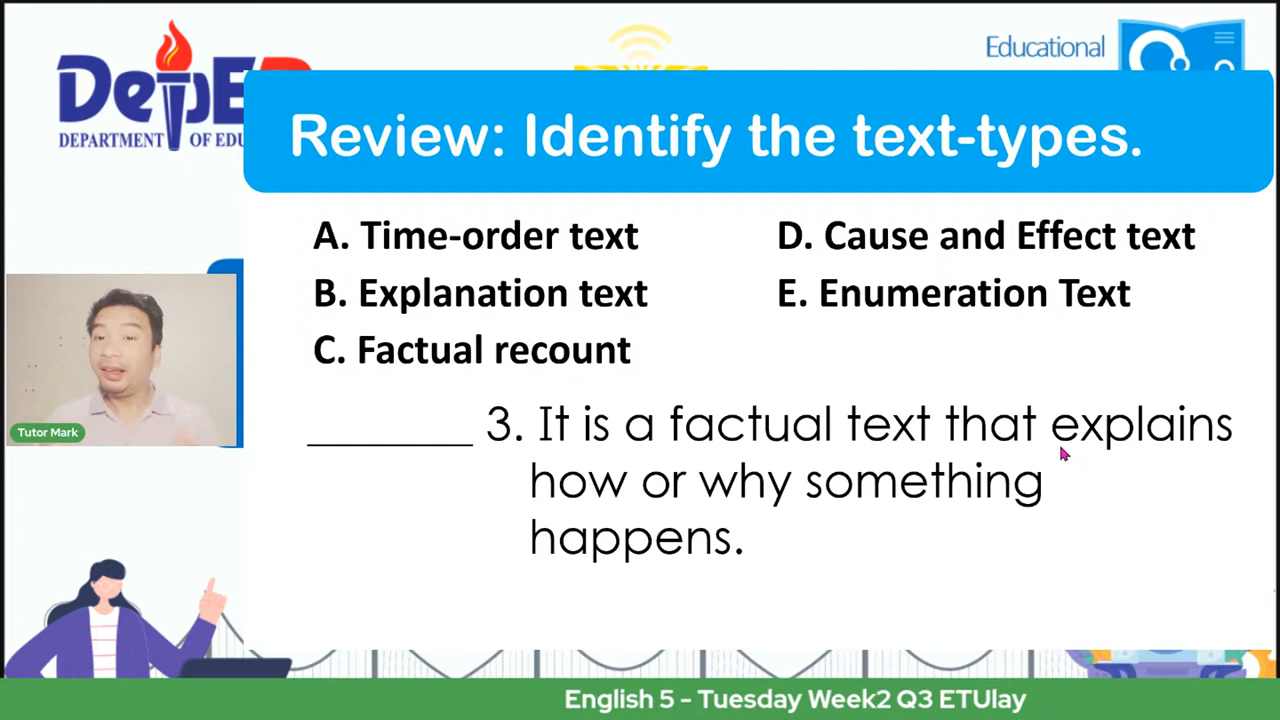 DepE
DEPARTMENT OF EDU
Educational
Review: Identify the text-types.
A. Time-order text
B. Explanation text
C. Factual recount
D. Cause and Effect text
E. Enumeration Text
________ 3. It is a factual text that explains
how or why something
happens.
Tutor Mark
English 5 - Tuesday Week2 Q3 ETUlay